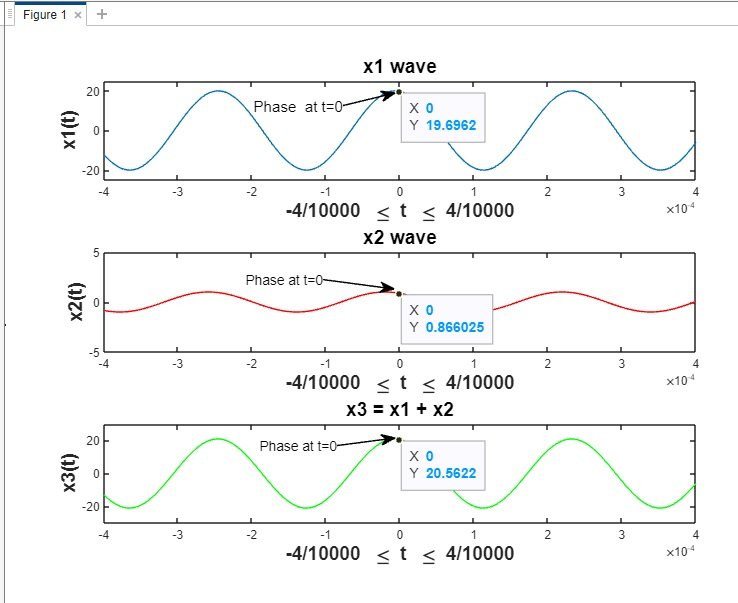 Figure 1 × +
x1 wave
x1(t)
20
0
-20
Phase at t=0
X 0
Y 19.6962
-4 -3 -2 -1 0 1 2 3 4
×10-4
-4/10000 ≤ t ≤ 4/10000
x2 wave
x2(t)
5
0
-5
Phase at t=0
X 0
Y 0.866025
-4 -3 -2 -1 0 1 2 3 4
×10-4
-4/10000 ≤ t ≤ 4/10000
x3 = x1 + x2
x3(t)
20
0
-20
Phase at t=0
X 0
Y 20.5622
-4 -3 -2 -1 0 1 2 3 4
×10-4
-4/10000 ≤ t ≤ 4/10000